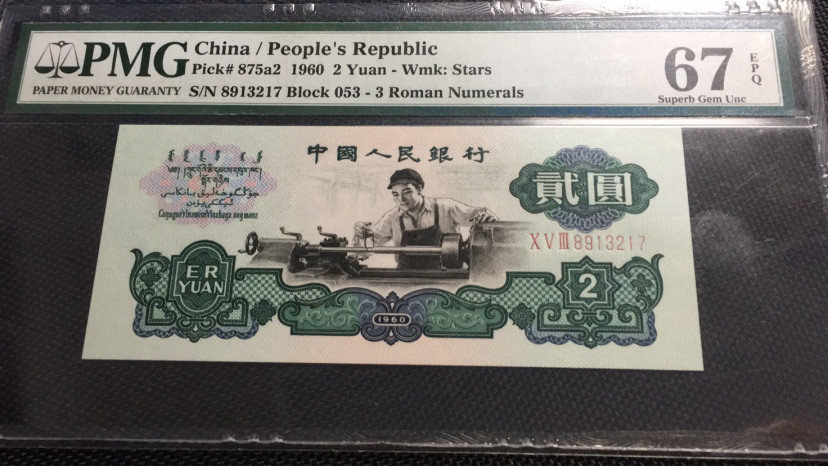 PMG
PAPER MONEY GUARANTY
China / People's Republic
Pick# 875a2 1960 2 Yuan - Wmk: Stars
S/N 8913217 Block 053 - 3 Roman Numerals
67 EPQ
Superb Gem Unc
中國人民銀行
貳圓
XVIII 8913217
ER
YUAN
2
1960